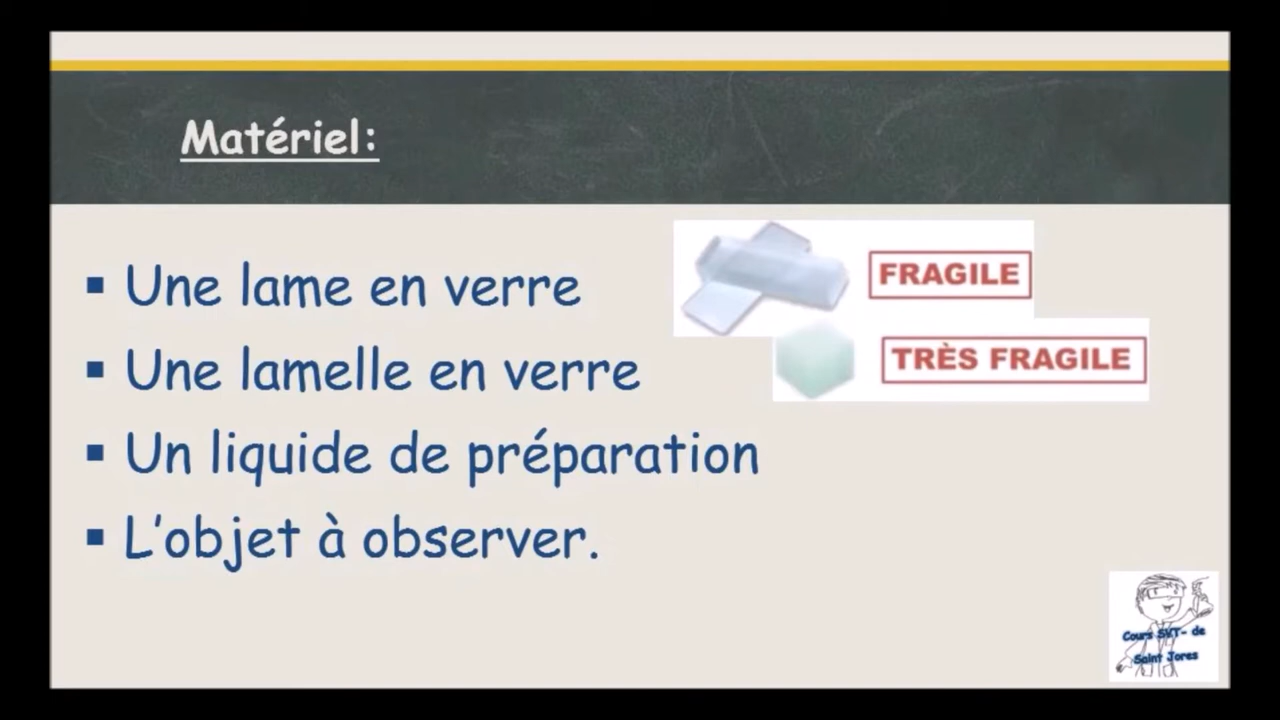 Matériel:
▪ Une lame en verre
FRAGILE
▪ Une lamelle en verre
TRÈS FRAGILE
▪ Un liquide de préparation
▪ L'objet à observer.
Cours SVT- de
Saint Jores